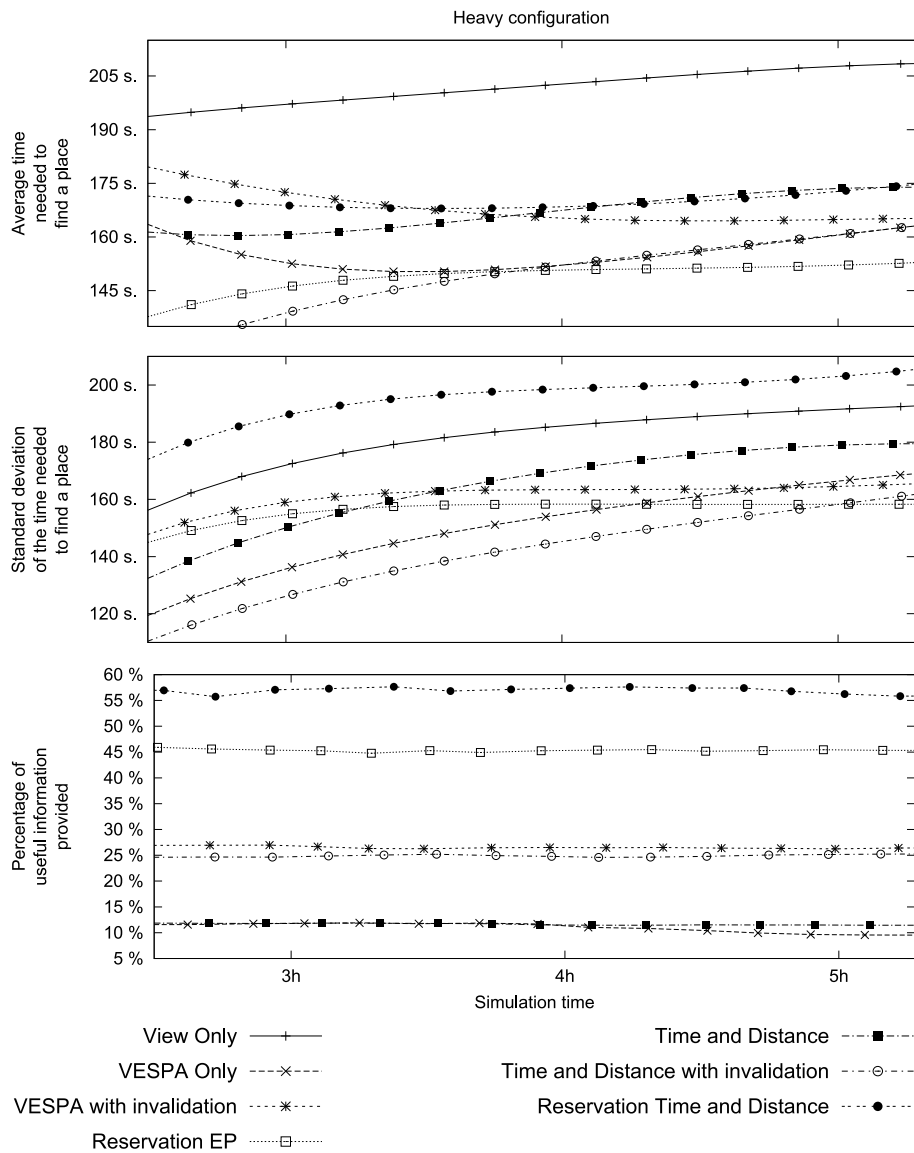 Heavy configuration
Average time
needed to
find a place
205 s.
190 s.
175 s.
160 s.
145 s.
Standard deviation
of the time needed
to find a place
200 s.
180 s.
160 s.
140 s.
120 s.
Percentage of
useful information
provided
60 %
55 %
50 %
45 %
40 %
35 %
30 %
25 %
20 %
15 %
10 %
5 %
3h
4h
5h
Simulation time
View Only
VESPA Only
VESPA with invalidation
Reservation EP
Time and Distance
Time and Distance with invalidation
Reservation Time and Distance